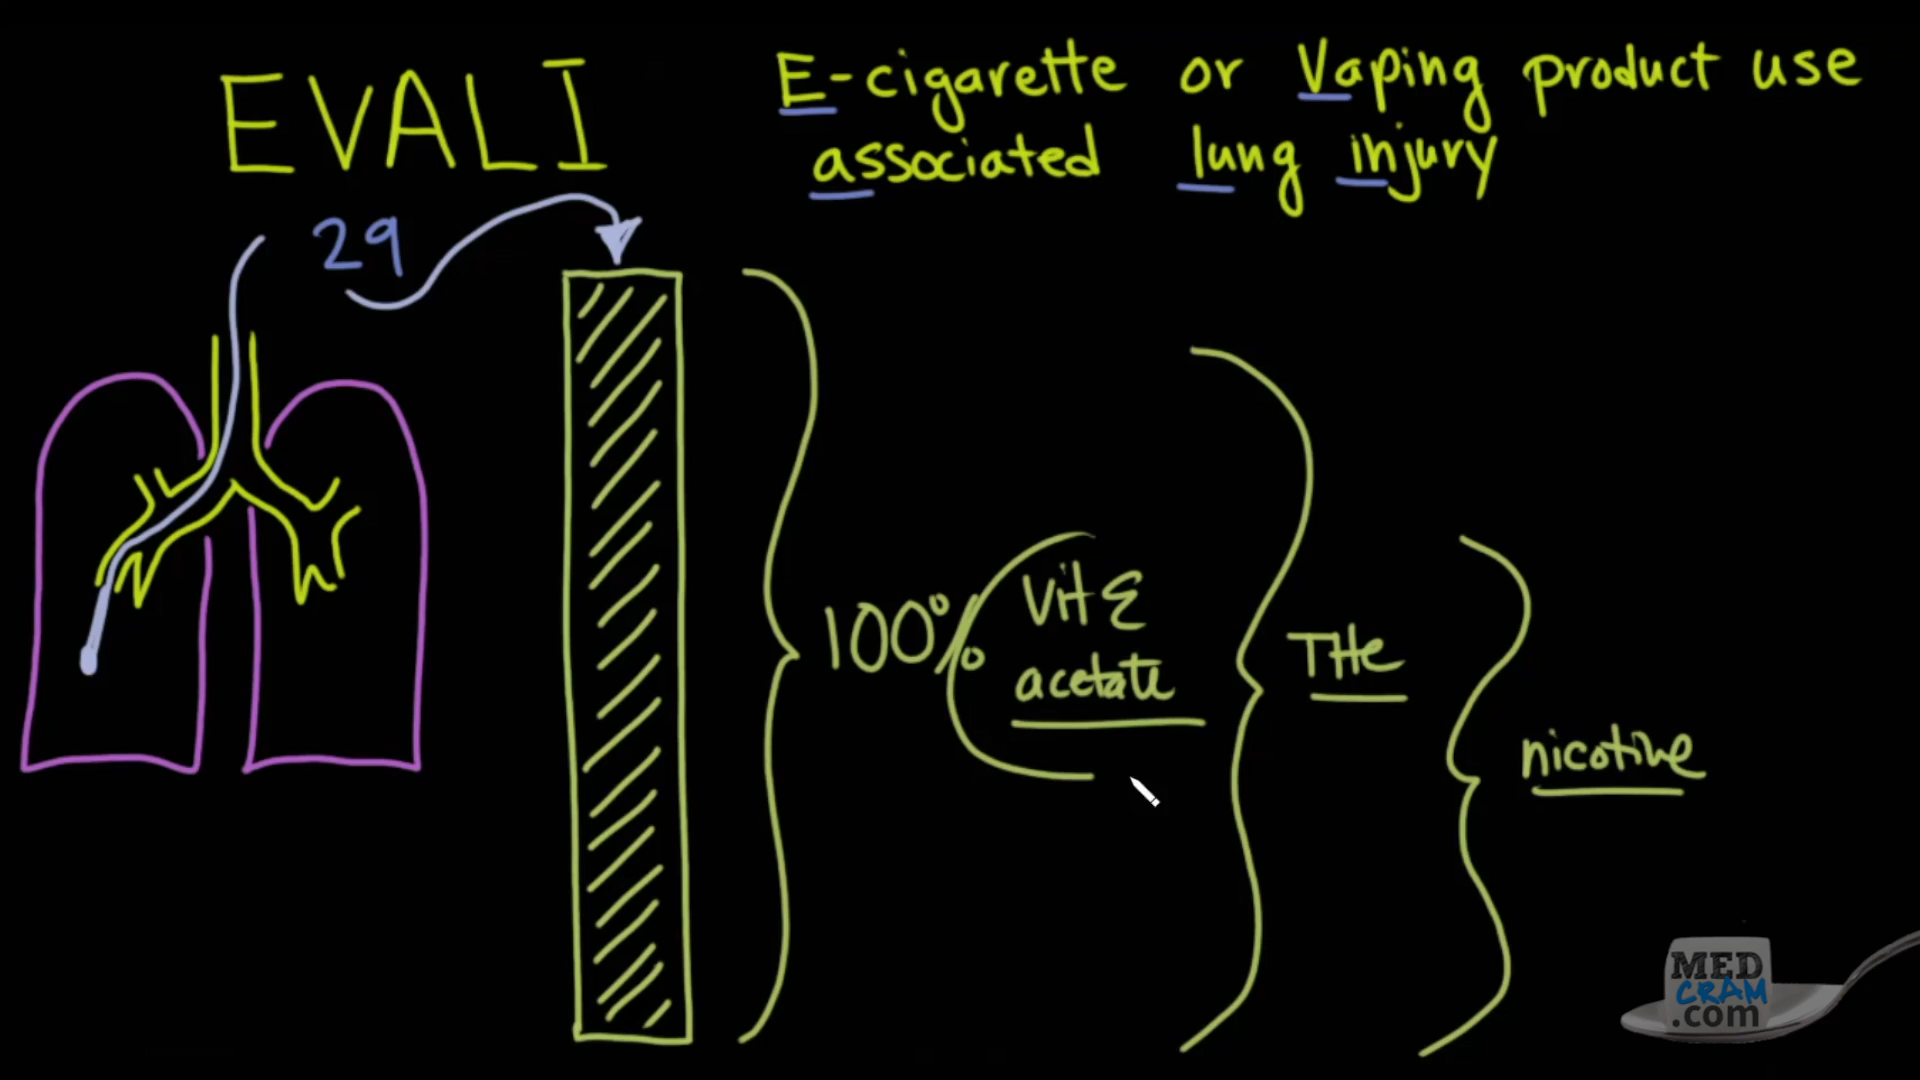 EVALI
E-cigarette or Vaping product use
associated lung injury
29
100%
Vit E
acetate
THC
nicotine
MED
CRAM
.com